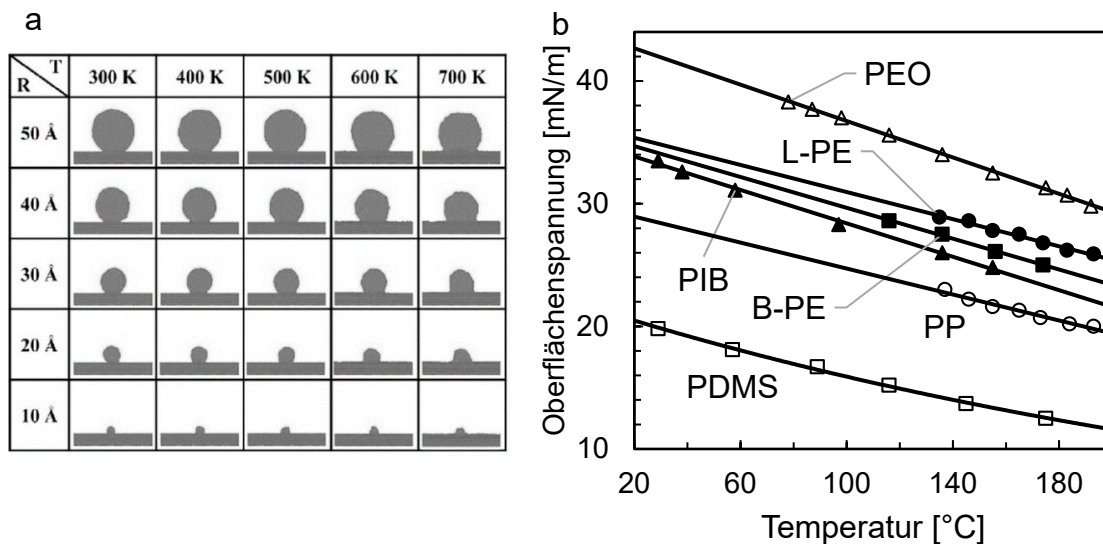 a
T
R
300 K 400 K 500 K 600 K 700 K
50 Å
40 Å
30 Å
20 Å
10 Å
b
Oberflächenspannung [mN/m]
40
30
20
10
PEO
L-PE
PIB
B-PE
PP
PDMS
20 60 100 140 180
Temperatur [°C]